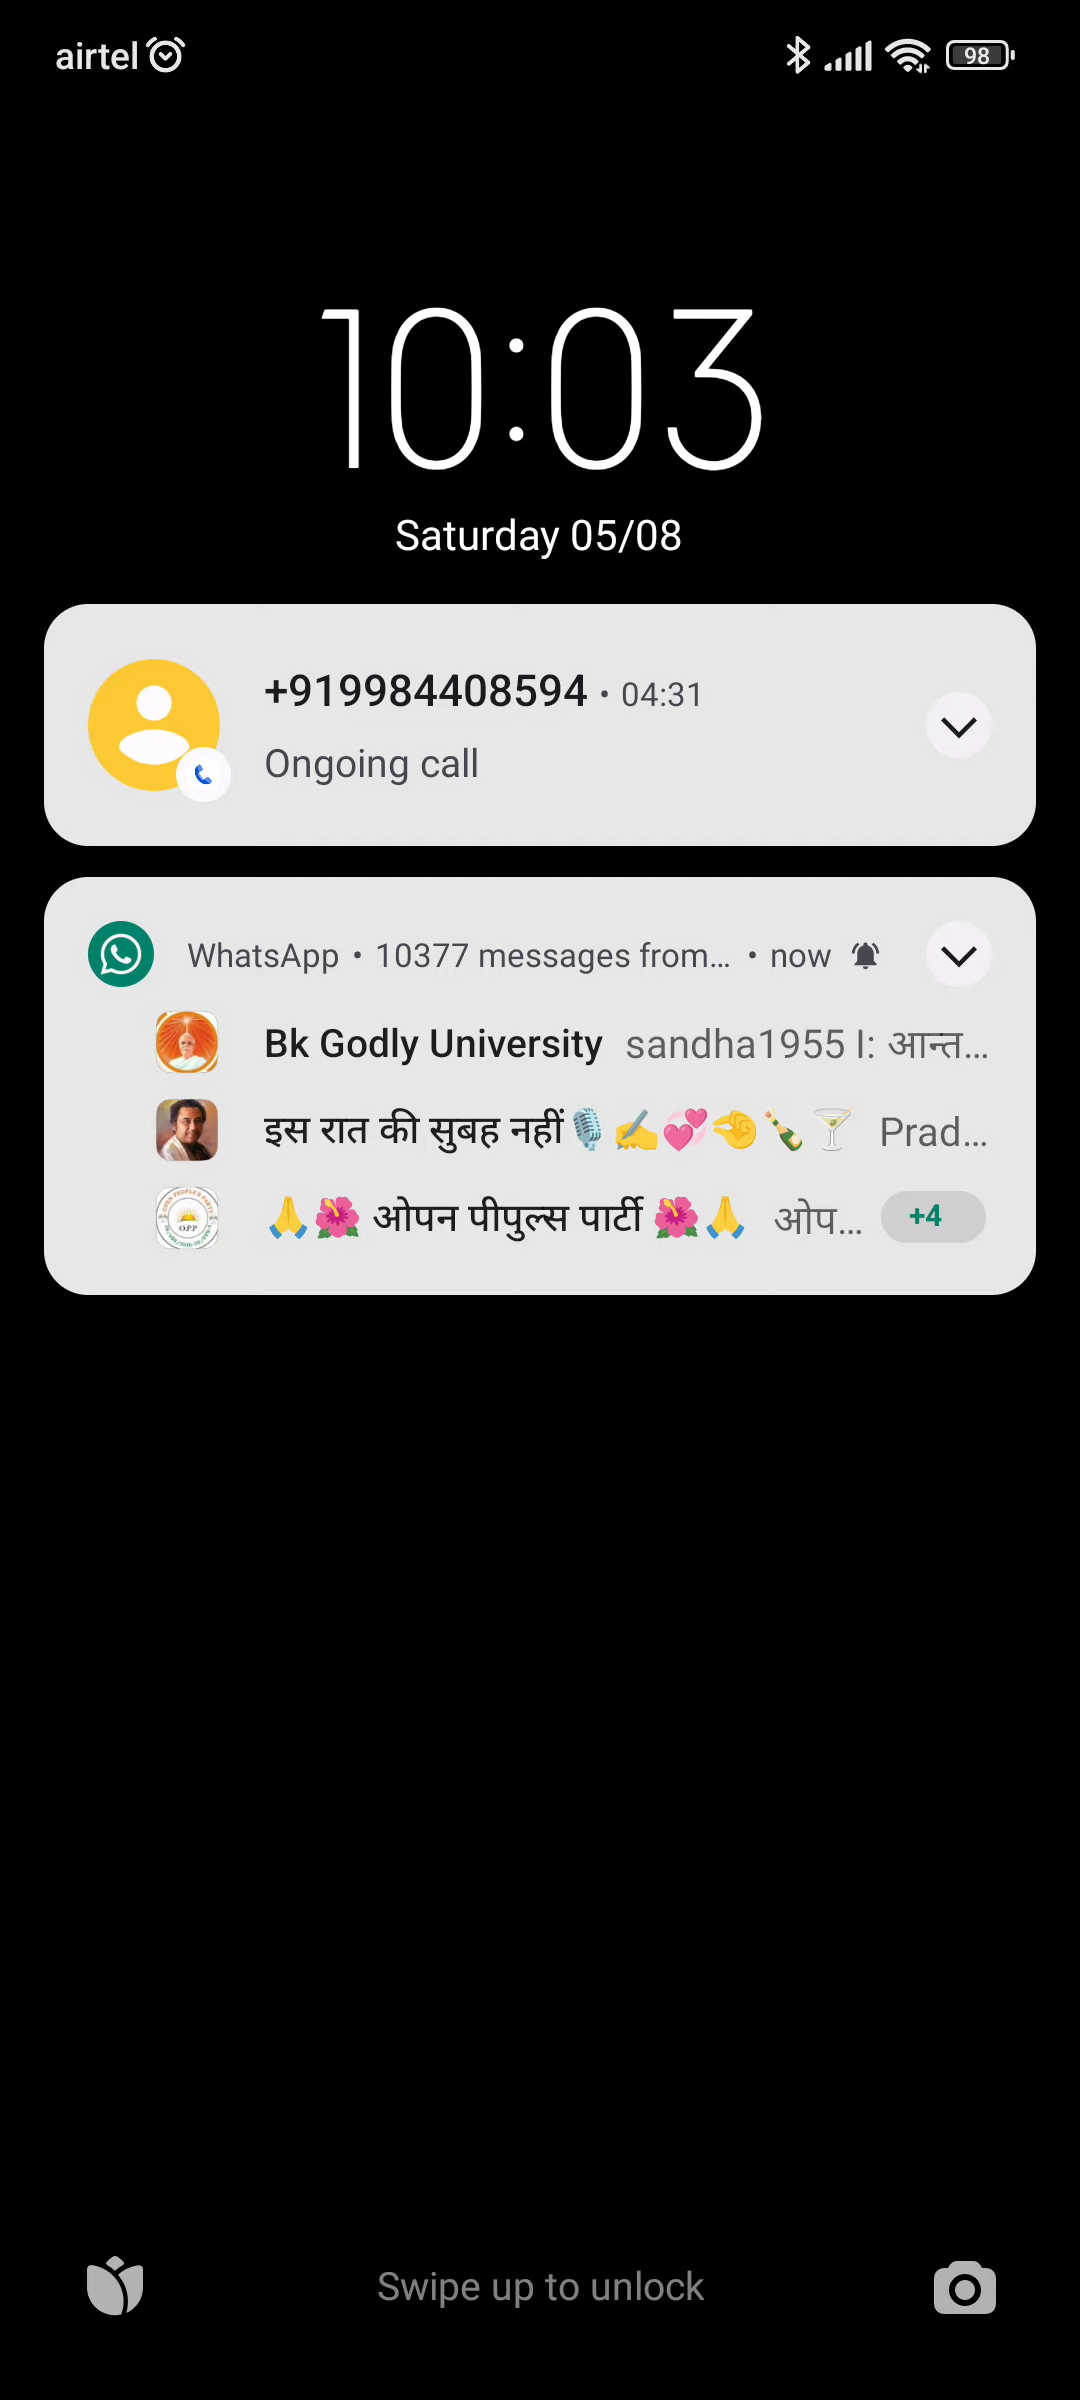 airtel 98
10:03
Saturday 05/08
+919984408594 • 04:31
Ongoing call
WhatsApp • 10377 messages from... • now
Bk Godly University sandha1955 I: आन्त...
इस रात की सुबह नहीं🎙️✍️💞🤏🍾🍸 Prad...
🙏🌺 ओपन पीपुल्स पार्टी 🌺🙏 ओप... +4
Swipe up to unlock